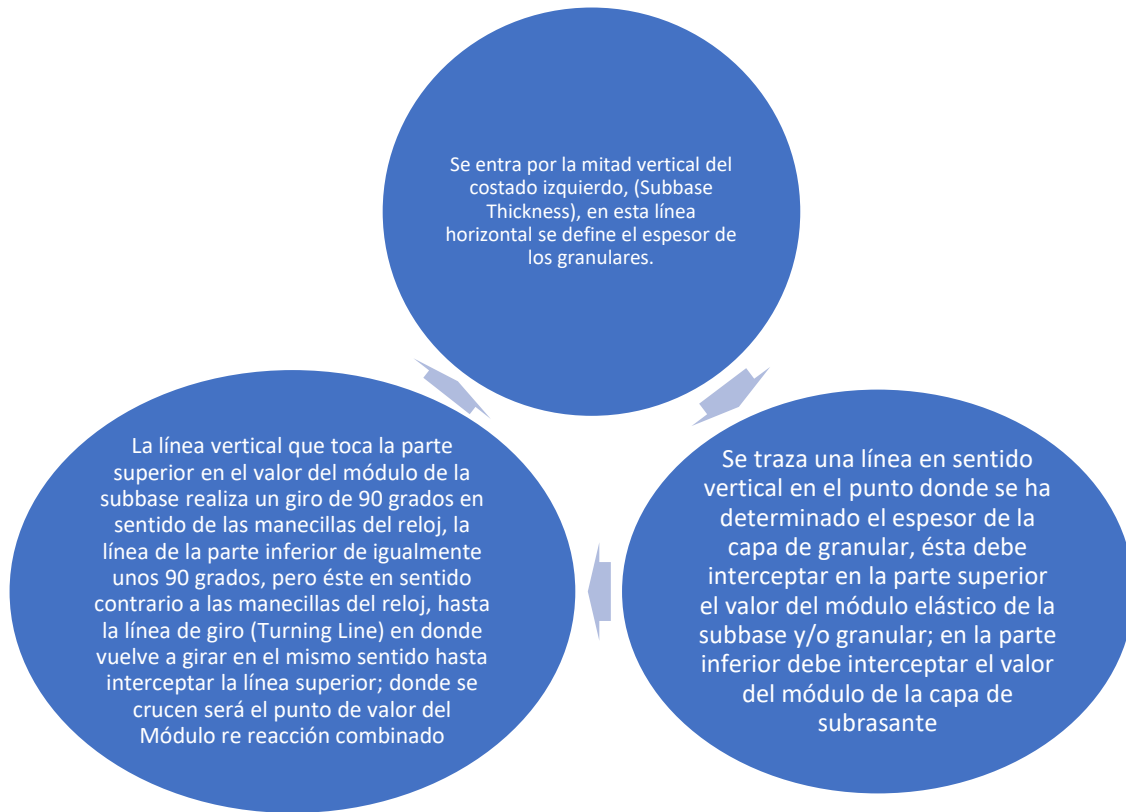 Se entra por la mitad vertical del
costado izquierdo, (Subbase
Thickness), en esta línea
horizontal se define el espesor de
los granulares.
Se traza una línea en sentido
vertical en el punto donde se ha
determinado el espesor de la
capa de granular, ésta debe
interceptar en la parte superior
el valor del módulo elástico de la
subbase y/o granular; en la parte
inferior debe interceptar el valor
del módulo de la capa de
subrasante
La línea vertical que toca la parte
superior en el valor del módulo de la
subbase realiza un giro de 90 grados en
sentido de las manecillas del reloj, la
línea de la parte inferior de igualmente
unos 90 grados, pero éste en sentido
contrario a las manecillas del reloj, hasta
la línea de giro (Turning Line) en donde
vuelve a girar en el mismo sentido hasta
interceptar la línea superior; donde se
crucen será el punto de valor del
Módulo re reacción combinado